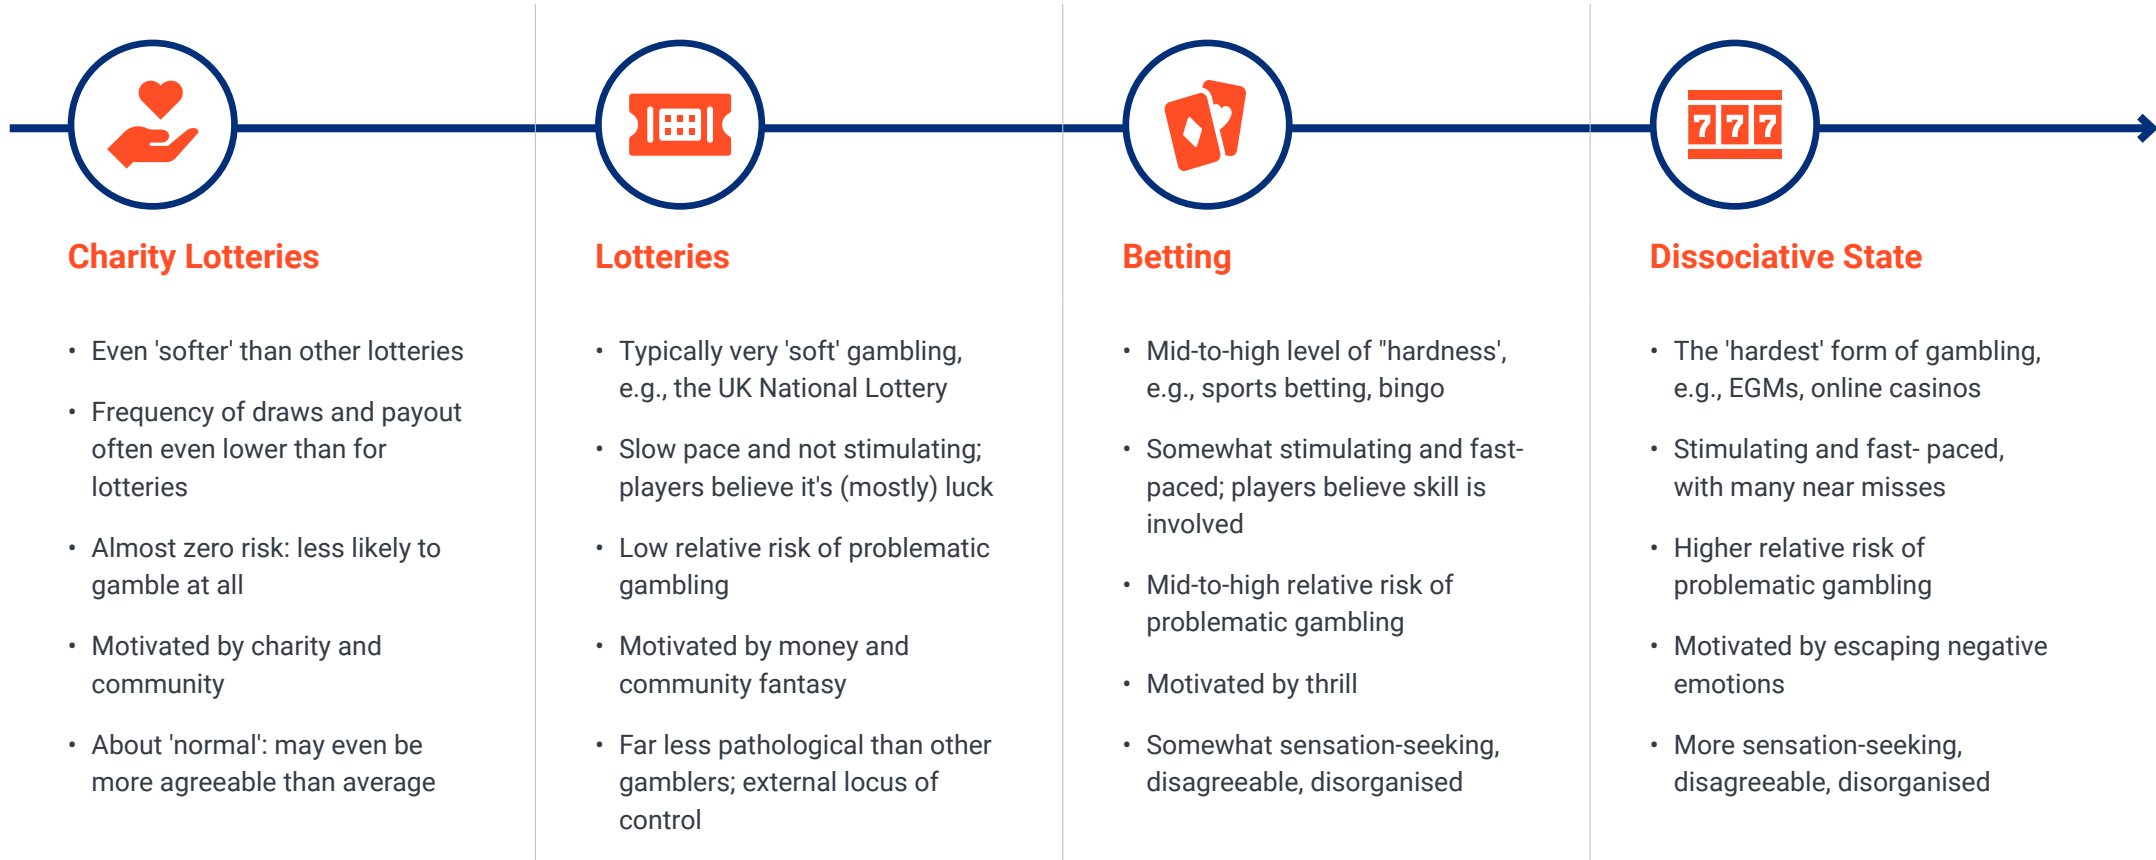 7 7 7
Charity Lotteries
• Even 'softer' than other lotteries
• Frequency of draws and payout
often even lower than for
lotteries
• Almost zero risk: less likely to
gamble at all
• Motivated by charity and
community
• About 'normal': may even be
more agreeable than average
Lotteries
• Typically very 'soft' gambling,
e.g., the UK National Lottery
• Slow pace and not stimulating;
players believe it's (mostly) luck
• Low relative risk of problematic
gambling
• Motivated by money and
community fantasy
• Far less pathological than other
gamblers; external locus of
control
Betting
• Mid-to-high level of "hardness',
e.g., sports betting, bingo
• Somewhat stimulating and fast-
paced; players believe skill is
involved
• Mid-to-high relative risk of
problematic gambling
• Motivated by thrill
• Somewhat sensation-seeking,
disagreeable, disorganised
Dissociative State
• The 'hardest' form of gambling,
e.g., EGMs, online casinos
• Stimulating and fast- paced,
with many near misses
• Higher relative risk of
problematic gambling
• Motivated by escaping negative
emotions
• More sensation-seeking,
disagreeable, disorganised